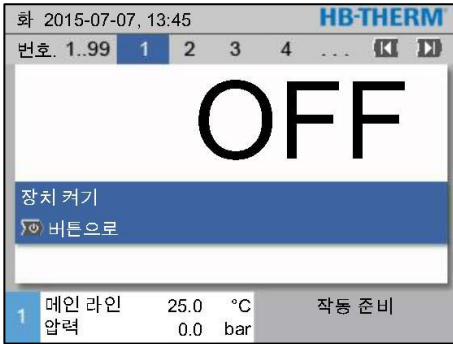 화 2015-07-07, 13:45 HB-THERM
번호. 1..99 1 2 3 4 ...
OFF
장치 켜기
버튼으로
1 메인 라인 25.0 °C 작동 준비
압력 0.0 bar